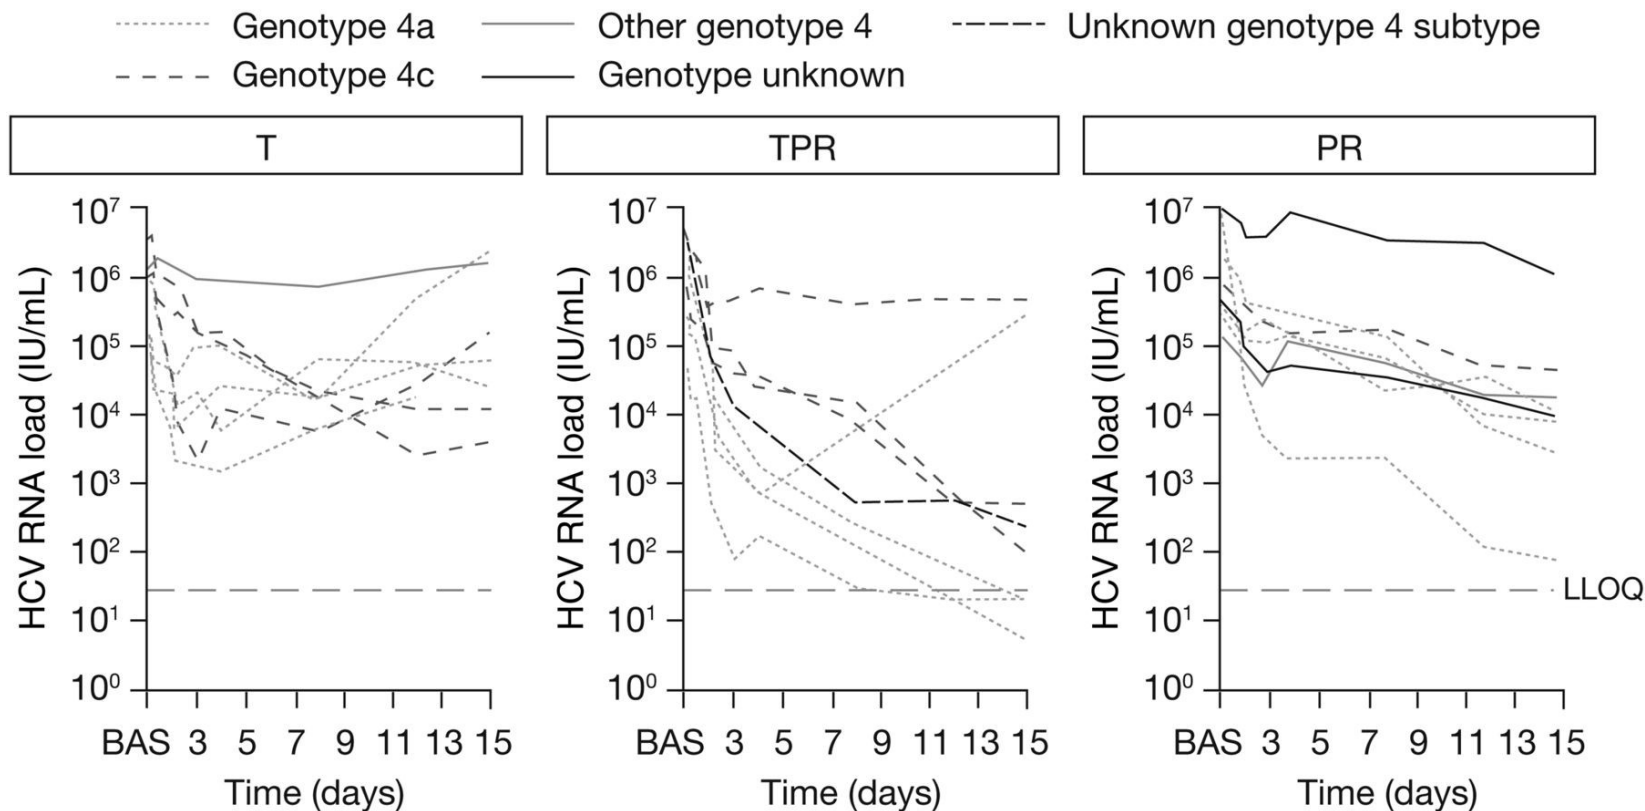 Genotype 4a Other genotype 4 Unknown genotype 4 subtype
Genotype 4c Genotype unknown
T
HCV RNA load (IU/mL)
10⁷
10⁶
10⁵
10⁴
10³
10²
10¹
10⁰
BAS 3 5 7 9 11 13 15
Time (days)
TPR
HCV RNA load (IU/mL)
10⁷
10⁶
10⁵
10⁴
10³
10²
10¹
10⁰
BAS 3 5 7 9 11 13 15
Time (days)
PR
HCV RNA load (IU/mL)
10⁷
10⁶
10⁵
10⁴
10³
10²
10¹
10⁰
LLOQ
BAS 3 5 7 9 11 13 15
Time (days)